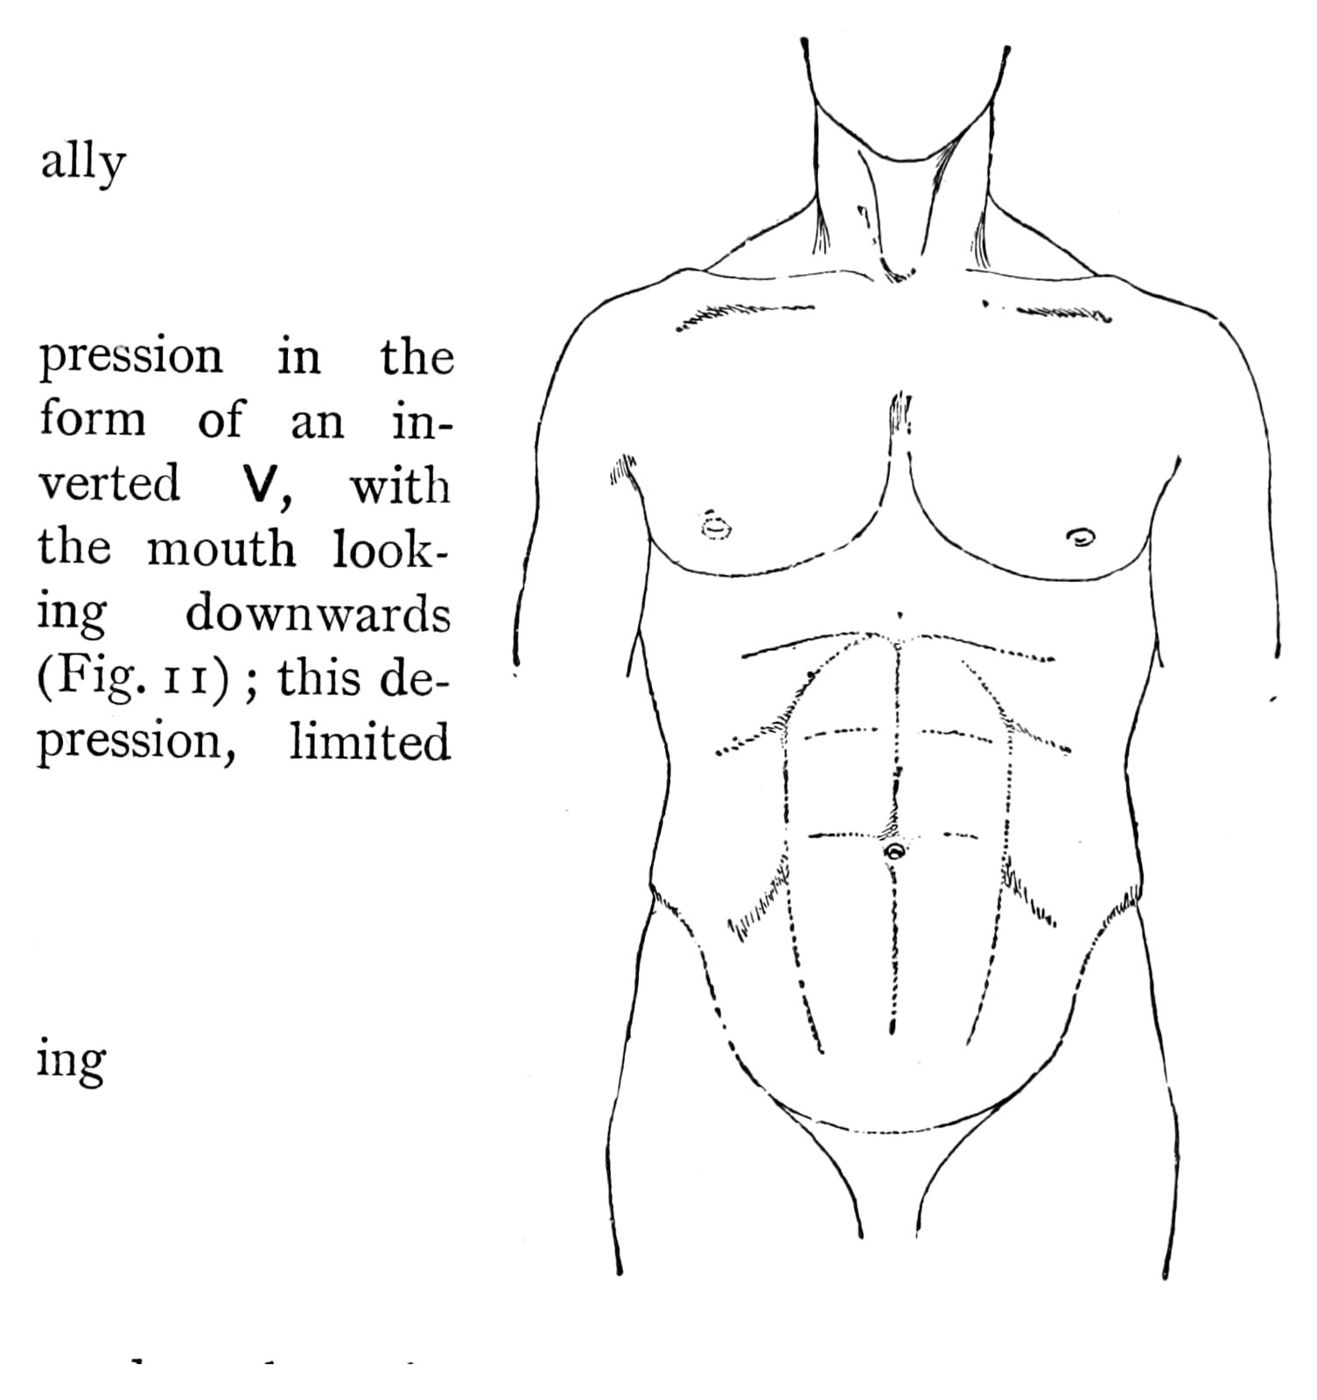 ally
pression in the
form of an in-
verted V, with
the mouth look-
ing downwards
(Fig. 11) ; this de-
pression, limited
ing